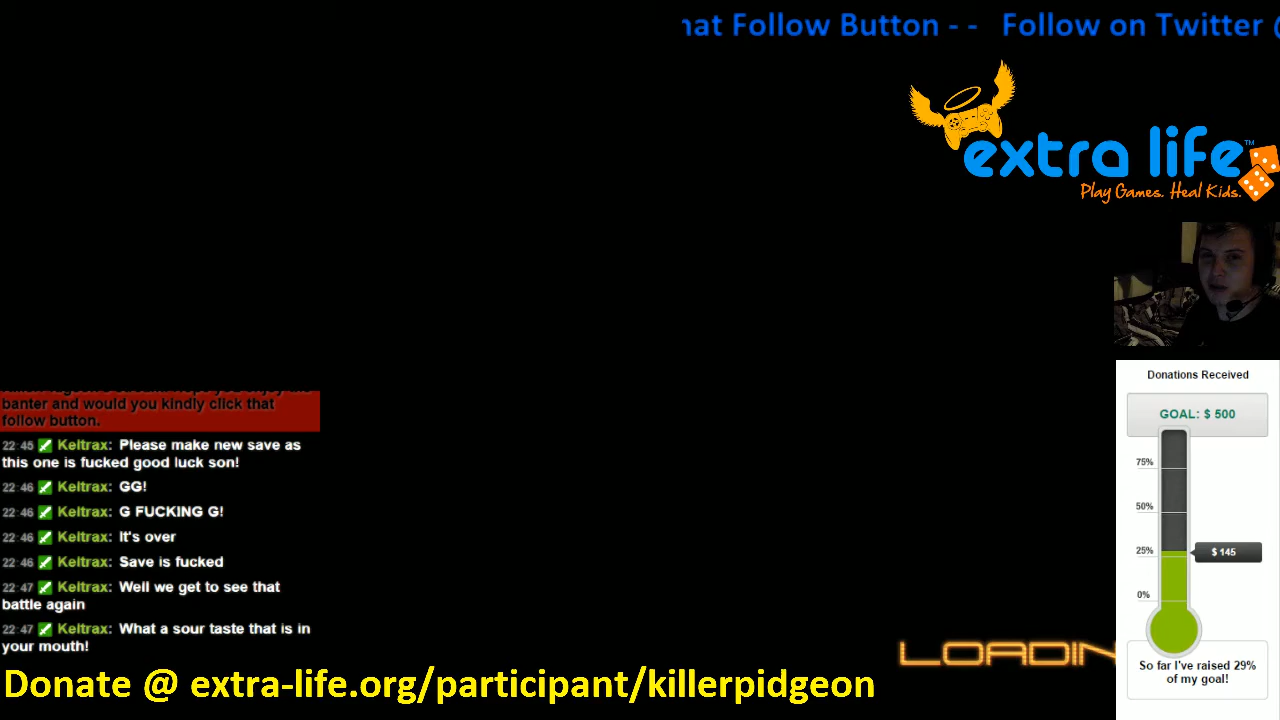 hat Follow Button - - Follow on Twitter @
extra life™
Play Games. Heal Kids.
banter and would you kindly click that
follow button.
22:45 Keltrax: Please make new save as
this one is fucked good luck son!
22:46 Keltrax: GG!
22:46 Keltrax: G FUCKING G!
22:46 Keltrax: It's over
22:46 Keltrax: Save is fucked
22:47 Keltrax: Well we get to see that
battle again
22:47 Keltrax: What a sour taste that is in
your mouth!
Donations Received
GOAL: $ 500
75%
50%
25%
$ 145
0%
So far I've raised 29%
of my goal!
LOADIN
Donate @ extra-life.org/participant/killerpidgeon